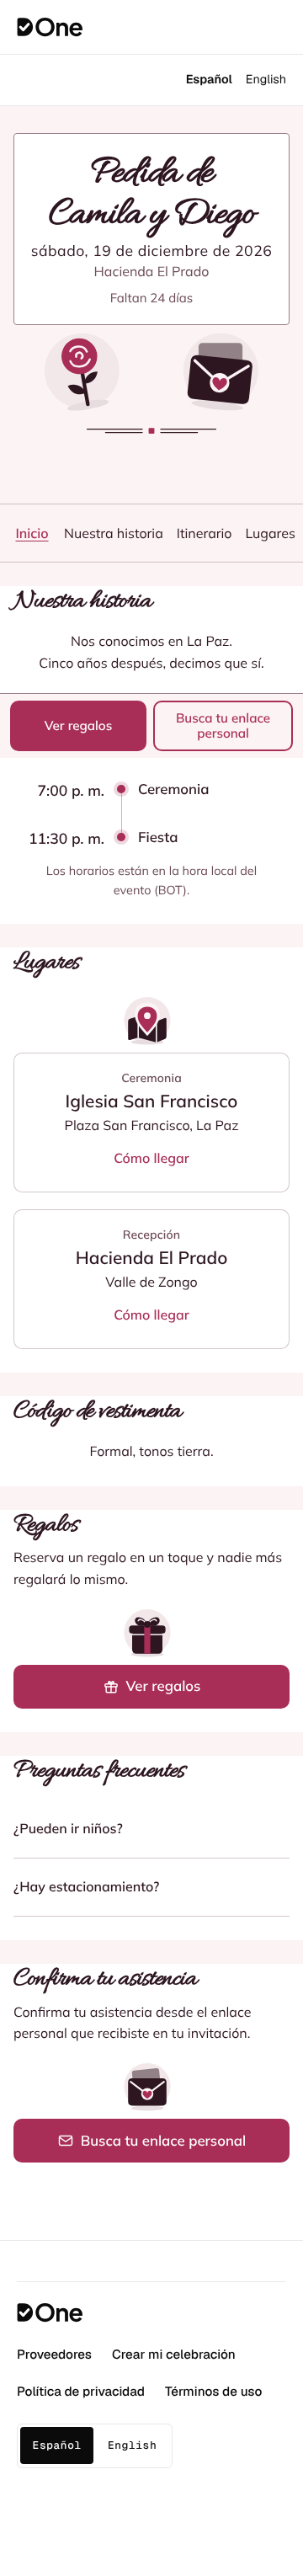 One
Español English
Pedida de
Camila y Diego
sábado, 19 de diciembre de 2026
Hacienda El Prado
Faltan 24 días
Inicio Nuestra historia Itinerario Lugares
Nuestra historia
Nos conocimos en La Paz.
Cinco años después, decimos que sí.
Ver regalos
Busca tu enlace
personal
7:00 p. m. Ceremonia
11:30 p. m. Fiesta
Los horarios están en la hora local del
evento (BOT).
Lugares
Ceremonia
Iglesia San Francisco
Plaza San Francisco, La Paz
Cómo llegar
Recepción
Hacienda El Prado
Valle de Zongo
Cómo llegar
Código de vestimenta
Formal, tonos tierra.
Regalos
Reserva un regalo en un toque y nadie más
regalará lo mismo.
Ver regalos
Preguntas frecuentes
¿Pueden ir niños?
¿Hay estacionamiento?
Confirma tu asistencia
Confirma tu asistencia desde el enlace
personal que recibiste en tu invitación.
Busca tu enlace personal
One
Proveedores Crear mi celebración
Política de privacidad Términos de uso
Español English